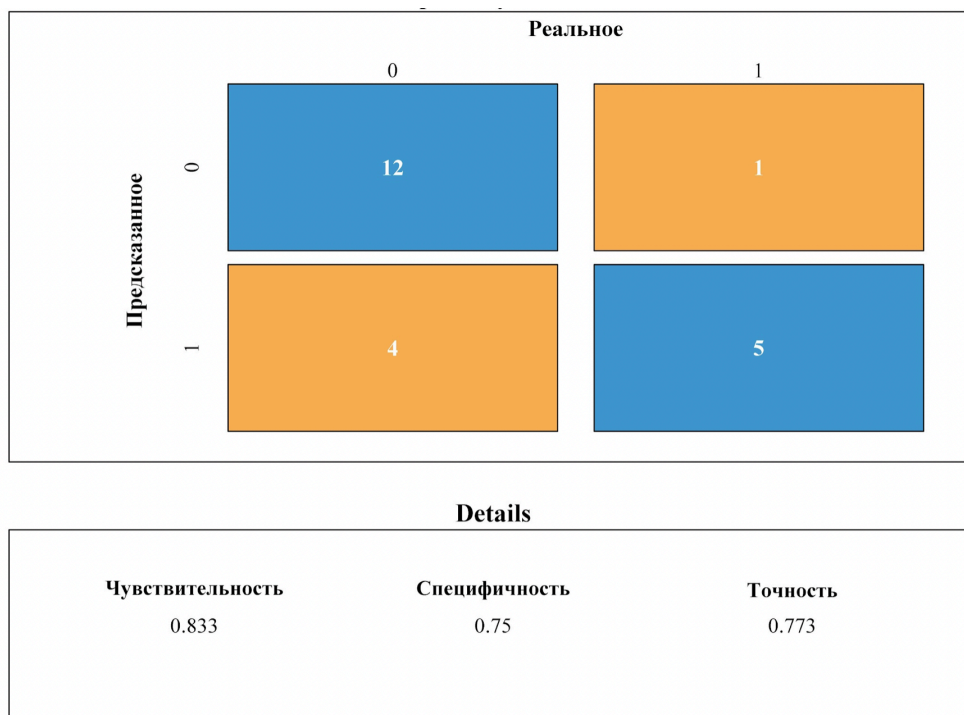 Реальное
0 1
Предсказанное
0 12 1
1 4 5
Details
Чувствительность Специфичность Точность
0.833 0.75 0.773